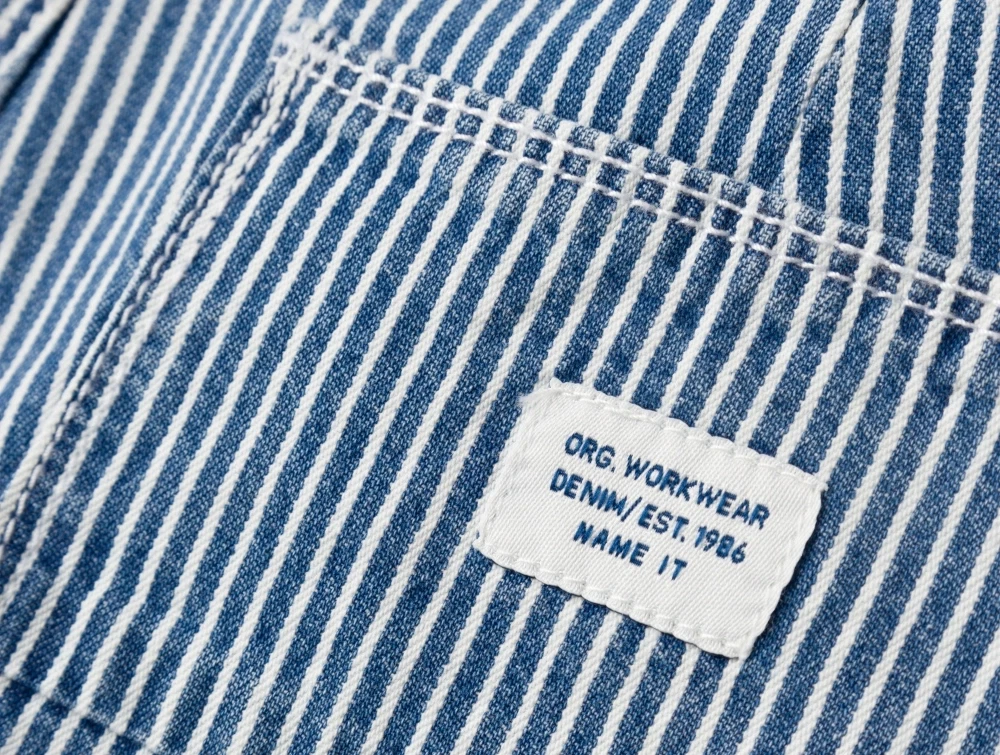 ORG. WORKWEAR
DENIM/EST. 1986
NAME IT